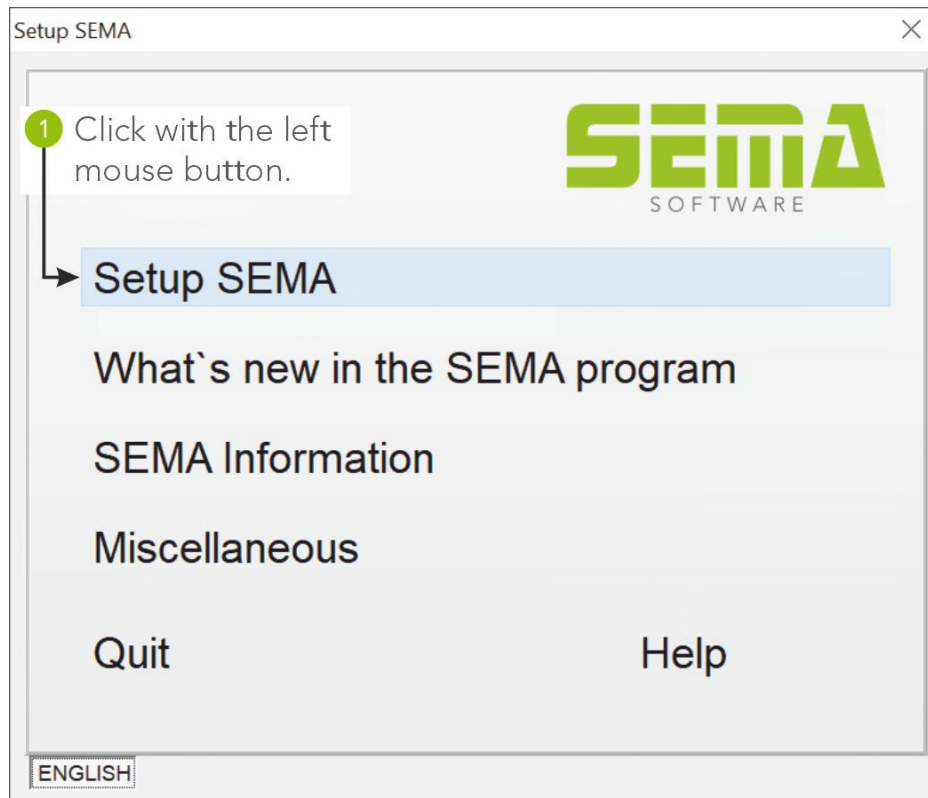 Setup SEMA
1 Click with the left
mouse button.
SEMA
SOFTWARE
Setup SEMA
What`s new in the SEMA program
SEMA Information
Miscellaneous
Quit Help
ENGLISH